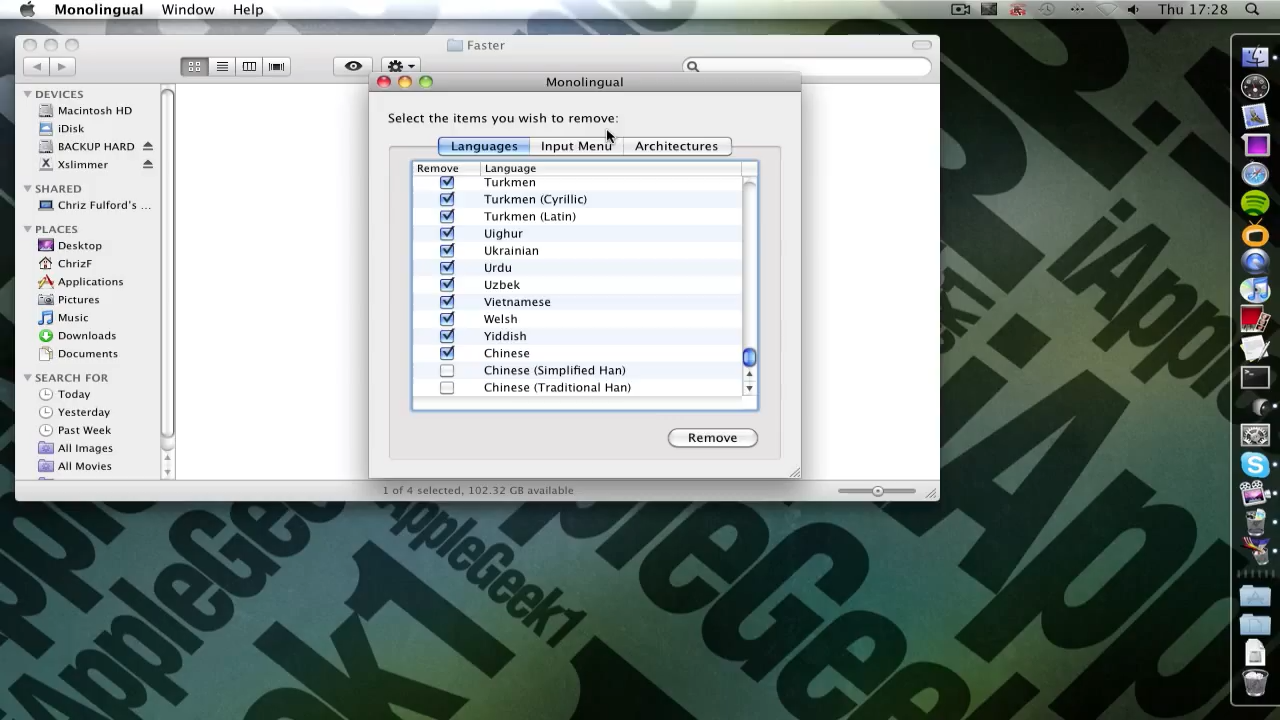 Monolingual Window Help
Thu 17:28
Faster
DEVICES
Macintosh HD
iDisk
BACKUP HARD
Xslimmer
SHARED
Chriz Fulford's ...
PLACES
Desktop
ChrizF
Applications
Pictures
Music
Downloads
Documents
SEARCH FOR
Today
Yesterday
Past Week
All Images
All Movies
Monolingual
Select the items you wish to remove:
Languages Input Menu Architectures
Remove Language
Turkmen
Turkmen (Cyrillic)
Turkmen (Latin)
Uighur
Ukrainian
Urdu
Uzbek
Vietnamese
Welsh
Yiddish
Chinese
Chinese (Simplified Han)
Chinese (Traditional Han)
Remove
1 of 4 selected, 102.32 GB available
AppleGeek1